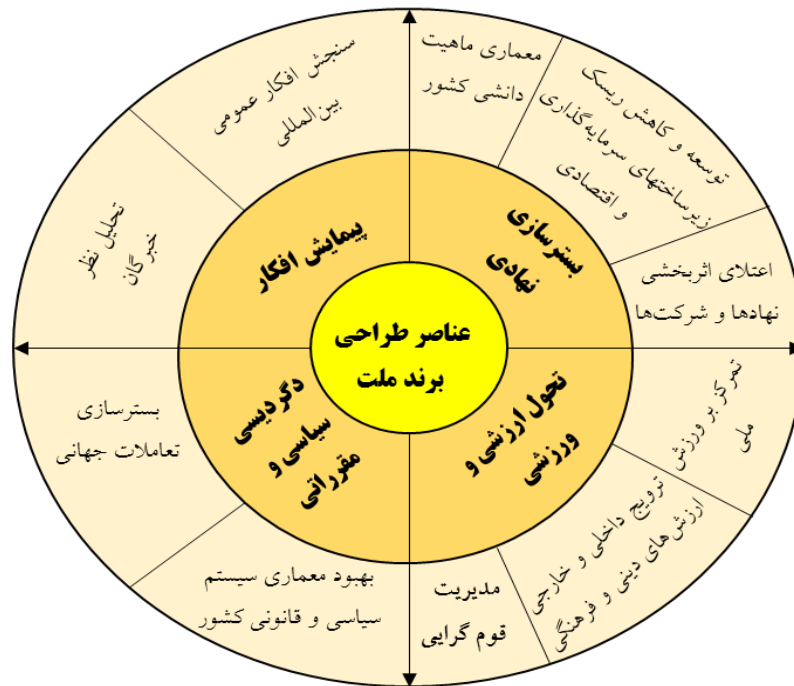 عناصر طراحی
برند ملت
بسترسازی
نهادی
معماری ماهیت
دانشی کشور
توسعه و کاهش ریسک
زیرساختهای سرمایه‌گذاری
و اقتصادی
اعتلای اثربخشی
نهادها و شرکت‌ها
تحول ارزشی و
ورزشی
تمرکز بر ورزش
ملی
ترویج داخلی و خارجی
ارزش‌های دینی و فرهنگی
مدیریت
قوم گرایی
دگردیسی
سیاسی و
مقرراتی
بهبود معماری سیستم
سیاسی و قانونی کشور
بسترسازی
تعاملات جهانی
پیمایش افکار
تحلیل نظر
خبرگان
سنجش افکار عمومی
بین‌المللی